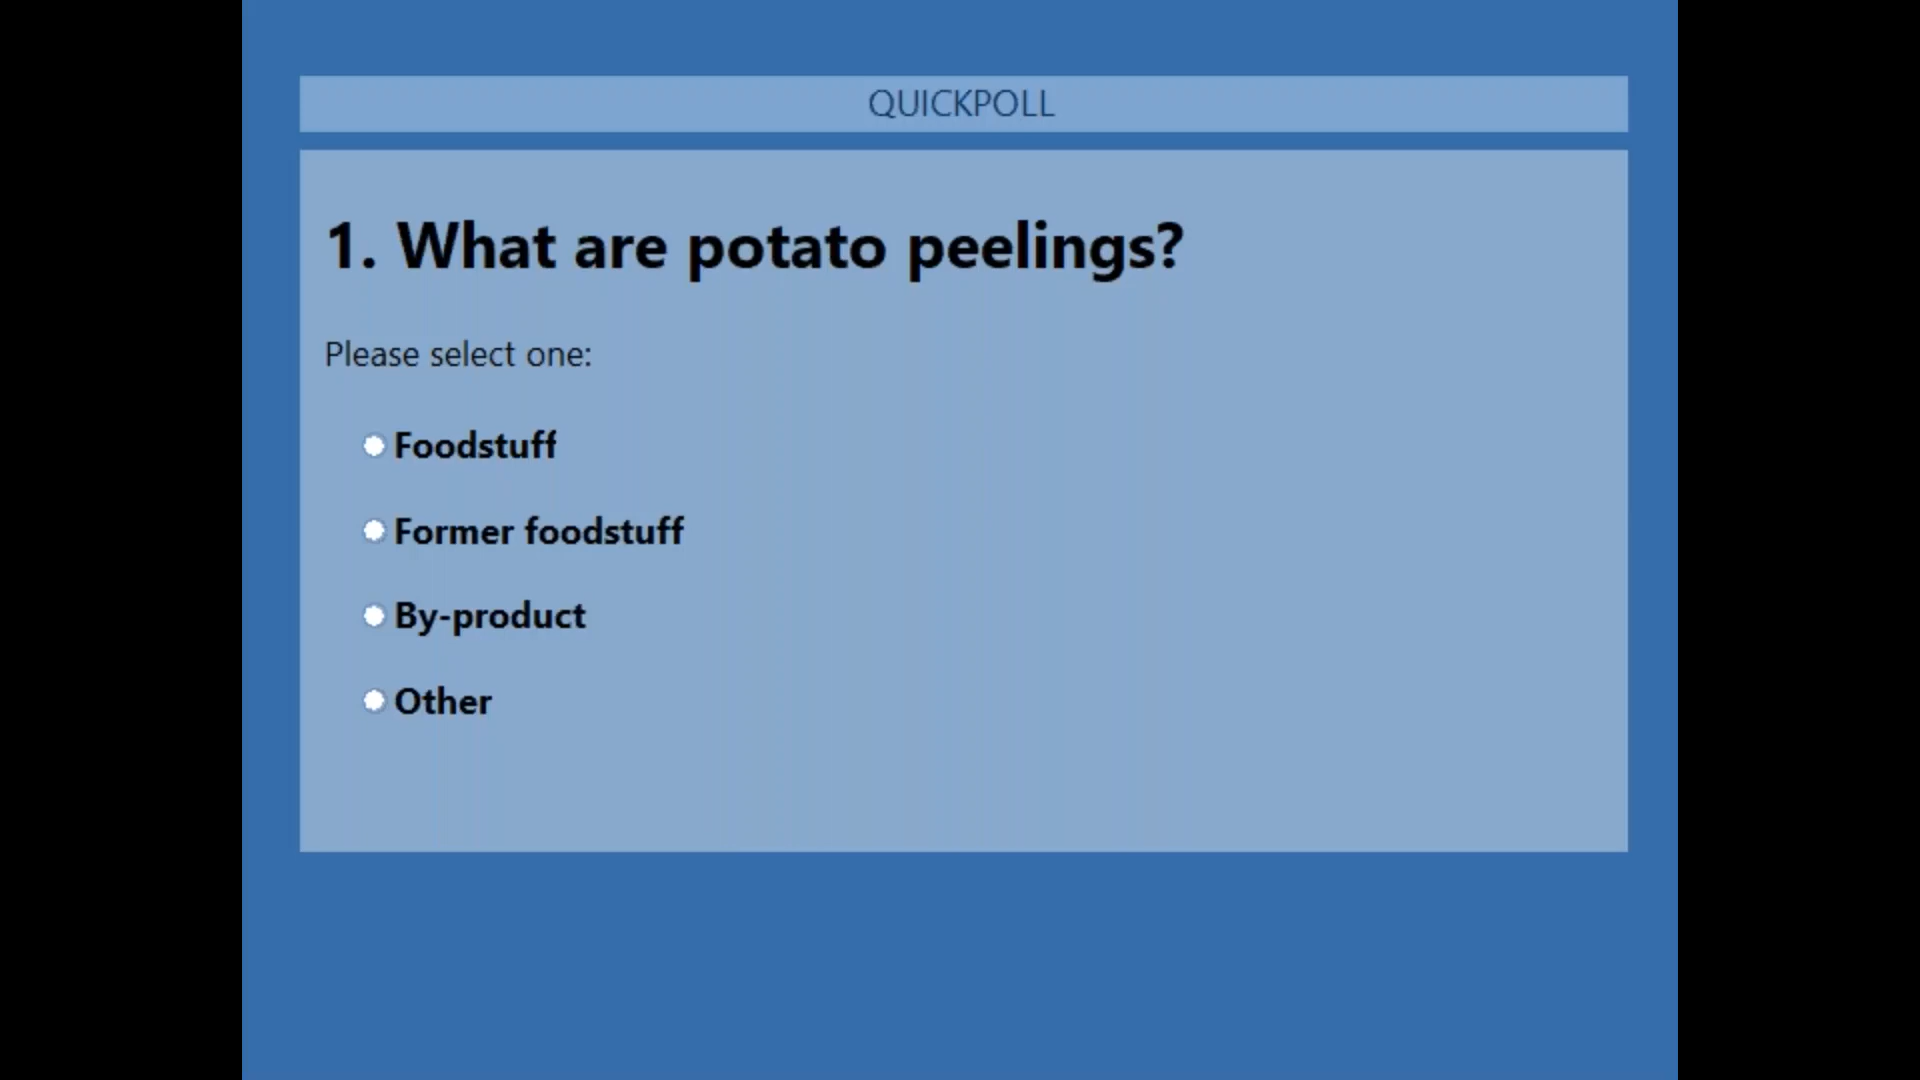 QUICKPOLL
1. What are potato peelings?
Please select one:
Foodstuff
Former foodstuff
By-product
Other